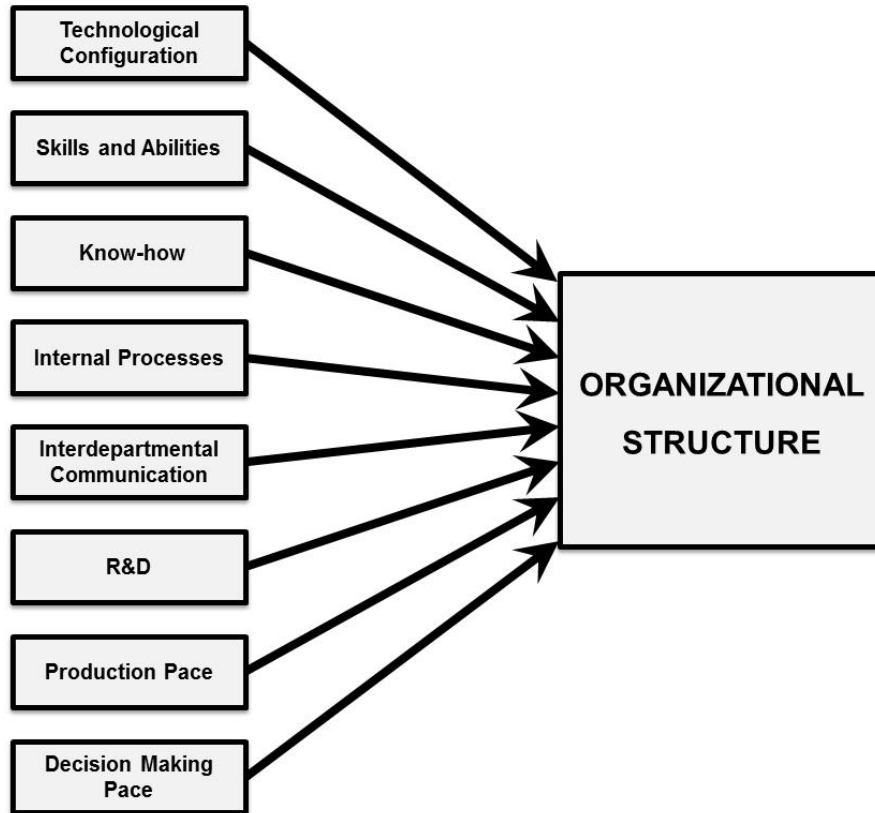 Technological
Configuration
Skills and Abilities
Know-how
Internal Processes
Interdepartmental
Communication
R&D
Production Pace
Decision Making
Pace
ORGANIZATIONAL
STRUCTURE